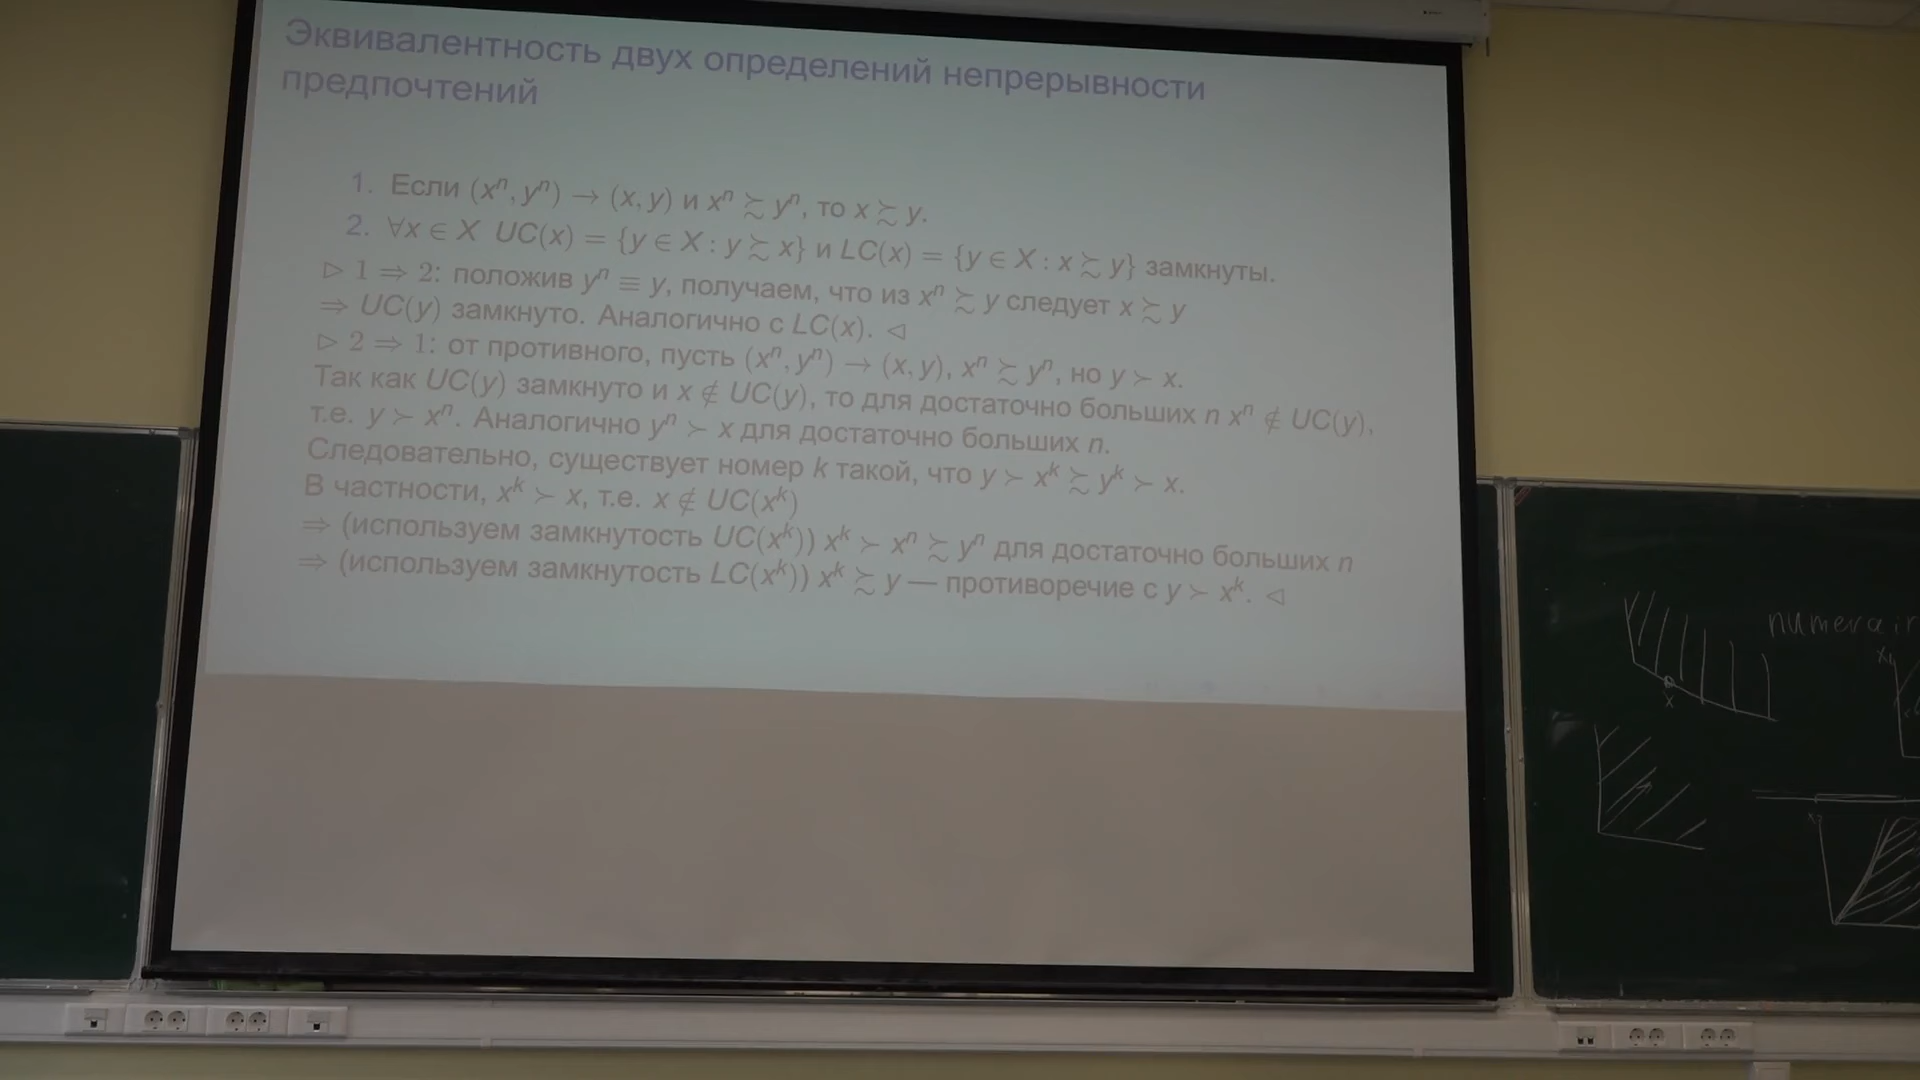 Эквивалентность двух определений непрерывности
предпочтений
1. Если (xⁿ, yⁿ) → (x, y) и xⁿ ≿ yⁿ, то x ≿ y.
2. ∀x ∈ X UC(x) = {y ∈ X : y ≿ x} и LC(x) = {y ∈ X : x ≿ y} замкнуты.
▷ 1 ⇒ 2: положив yⁿ ≡ y, получаем, что из xⁿ ≿ y следует x ≿ y
⇒ UC(y) замкнуто. Аналогично с LC(x). ◁
▷ 2 ⇒ 1: от противного, пусть (xⁿ, yⁿ) → (x, y), xⁿ ≿ yⁿ, но y ≻ x.
Так как UC(y) замкнуто и x ∉ UC(y), то для достаточно больших n xⁿ ∉ UC(y),
т.е. y ≻ xⁿ. Аналогично yⁿ ≻ x для достаточно больших n.
Следовательно, существует номер k такой, что y ≻ xᵏ ≿ yᵏ ≻ x.
В частности, xᵏ ≻ x, т.е. x ∉ UC(xᵏ)
⇒ (используем замкнутость UC(xᵏ)) xᵏ ≻ xⁿ ≿ yⁿ для достаточно больших n
⇒ (используем замкнутость LC(xᵏ)) xᵏ ≿ y — противоречие с y ≻ xᵏ. ◁
numerair
x